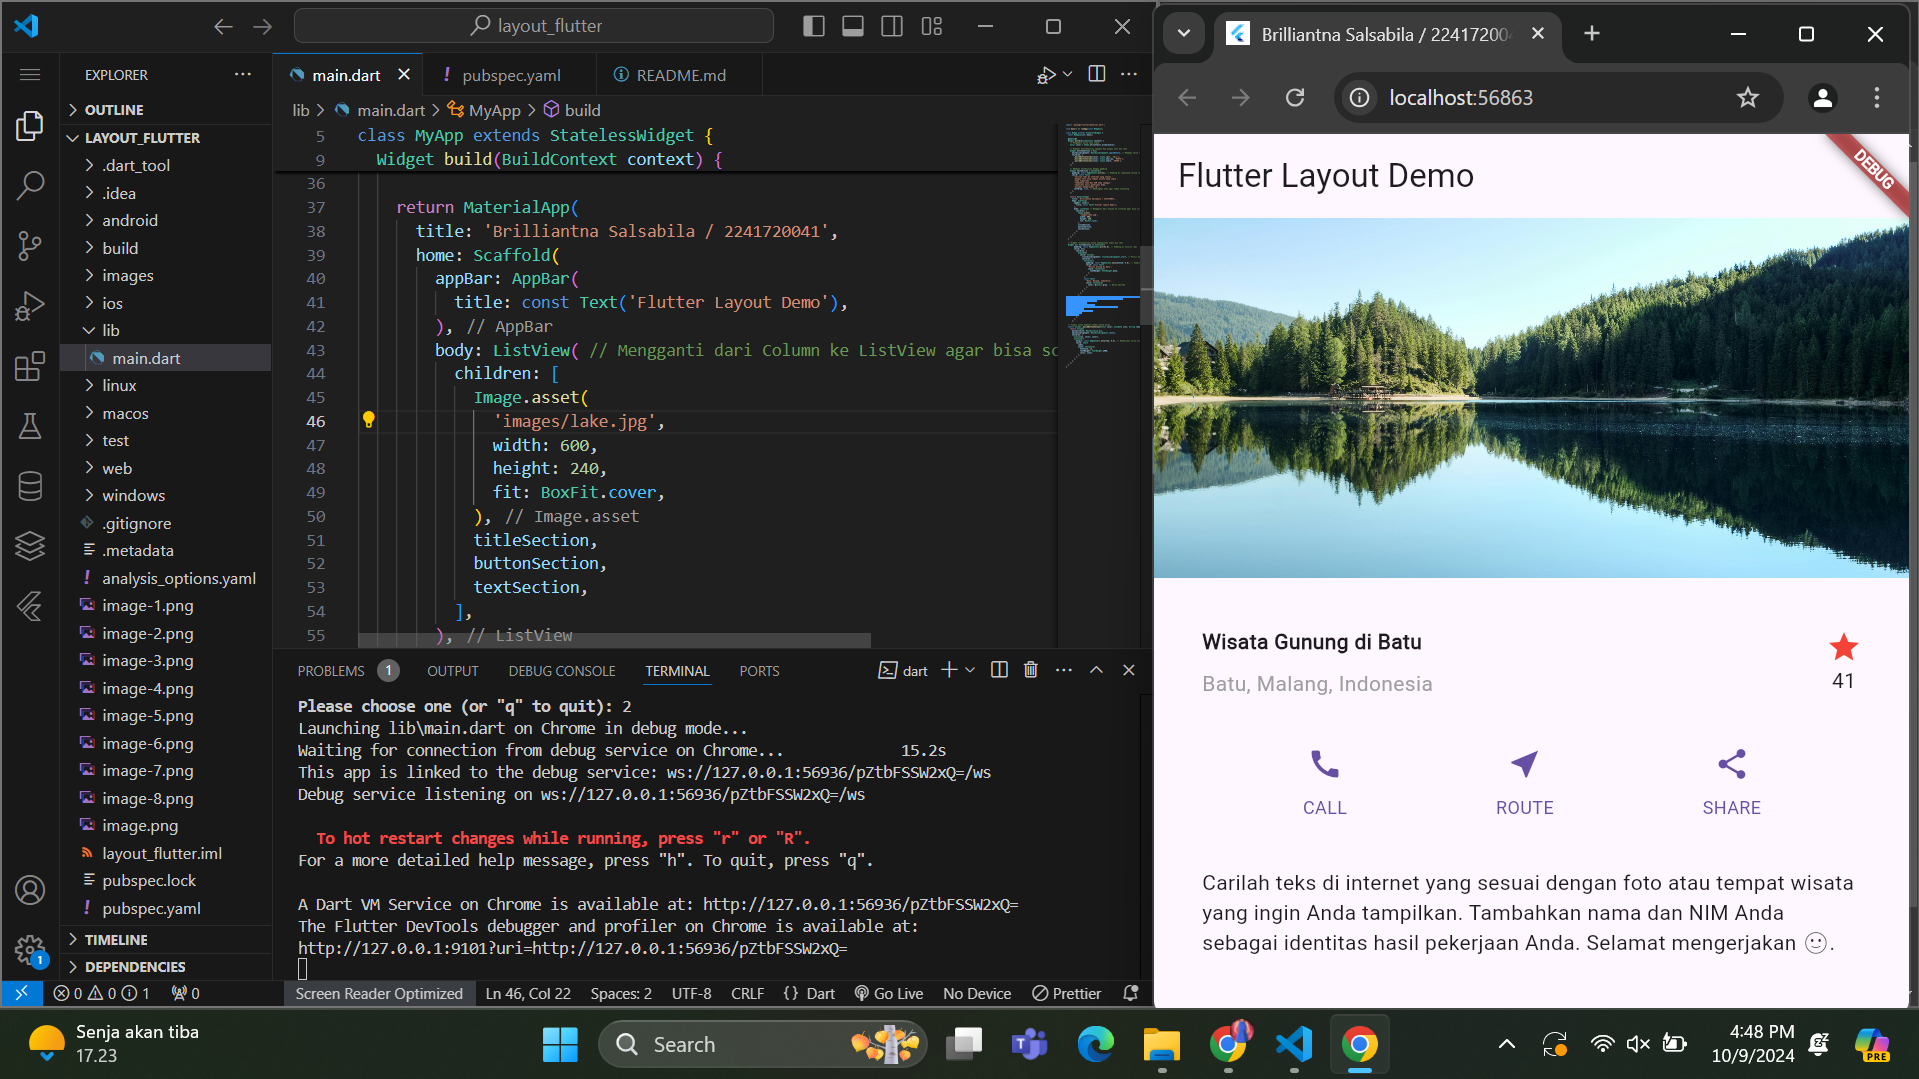 layout_flutter
EXPLORER
OUTLINE
LAYOUT_FLUTTER
.dart_tool
.idea
android
build
images
ios
lib
main.dart
linux
macos
test
web
windows
.gitignore
.metadata
analysis_options.yaml
image-1.png
image-2.png
image-3.png
image-4.png
image-5.png
image-6.png
image-7.png
image-8.png
image.png
layout_flutter.iml
pubspec.lock
pubspec.yaml
TIMELINE
DEPENDENCIES
1
main.dart
pubspec.yaml
README.md
lib > main.dart > MyApp > build
5 class MyApp extends StatelessWidget {
9 Widget build(BuildContext context) {
36
37 return MaterialApp(
38 title: 'Brilliantna Salsabila / 2241720041',
39 home: Scaffold(
40 appBar: AppBar(
41 title: const Text('Flutter Layout Demo'),
42 ), // AppBar
43 body: ListView( // Mengganti dari Column ke ListView agar bisa sc
44 children: [
45 Image.asset(
46 'images/lake.jpg',
47 width: 600,
48 height: 240,
49 fit: BoxFit.cover,
50 ), // Image.asset
51 titleSection,
52 buttonSection,
53 textSection,
54 ],
55 ), // ListView
PROBLEMS 1 OUTPUT DEBUG CONSOLE TERMINAL PORTS dart
Please choose one (or "q" to quit): 2
Launching lib\main.dart on Chrome in debug mode...
Waiting for connection from debug service on Chrome... 15.2s
This app is linked to the debug service: ws://127.0.0.1:56936/pZtbFSSW2xQ=/ws
Debug service listening on ws://127.0.0.1:56936/pZtbFSSW2xQ=/ws
To hot restart changes while running, press "r" or "R".
For a more detailed help message, press "h". To quit, press "q".
A Dart VM Service on Chrome is available at: http://127.0.0.1:56936/pZtbFSSW2xQ=
The Flutter DevTools debugger and profiler on Chrome is available at:
http://127.0.0.1:9101?uri=http://127.0.0.1:56936/pZtbFSSW2xQ=
0 0 1 0 Screen Reader Optimized Ln 46, Col 22 Spaces: 2 UTF-8 CRLF {} Dart Go Live No Device Prettier
Brilliantna Salsabila / 224172004
localhost:56863
Flutter Layout Demo
DEBUG
Wisata Gunung di Batu
Batu, Malang, Indonesia
41
CALL
ROUTE
SHARE
Carilah teks di internet yang sesuai dengan foto atau tempat wisata
yang ingin Anda tampilkan. Tambahkan nama dan NIM Anda
sebagai identitas hasil pekerjaan Anda. Selamat mengerjakan 🙂.
Senja akan tiba
17.23
Search
4:48 PM
10/9/2024
PRE